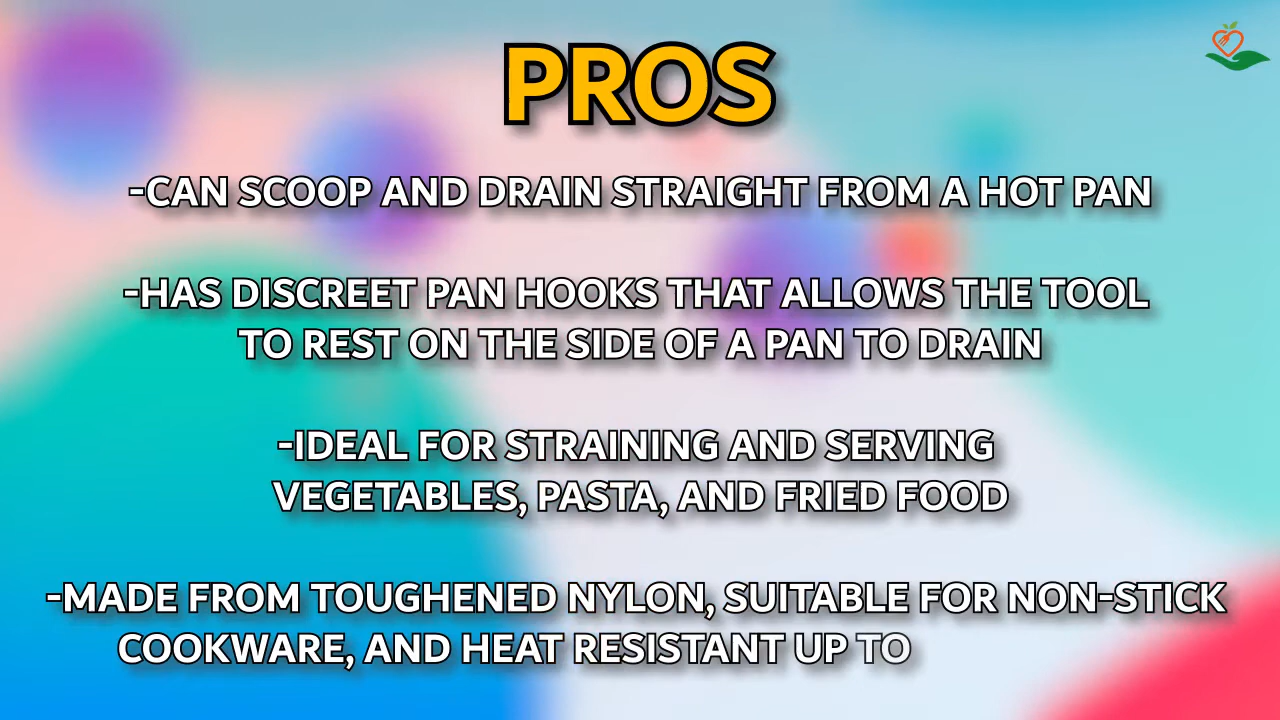 PROS
-CAN SCOOP AND DRAIN STRAIGHT FROM A HOT PAN
-HAS DISCREET PAN HOOKS THAT ALLOWS THE TOOL
TO REST ON THE SIDE OF A PAN TO DRAIN
-IDEAL FOR STRAINING AND SERVING
VEGETABLES, PASTA, AND FRIED FOOD
-MADE FROM TOUGHENED NYLON, SUITABLE FOR NON-STICK
COOKWARE, AND HEAT RESISTANT UP TO